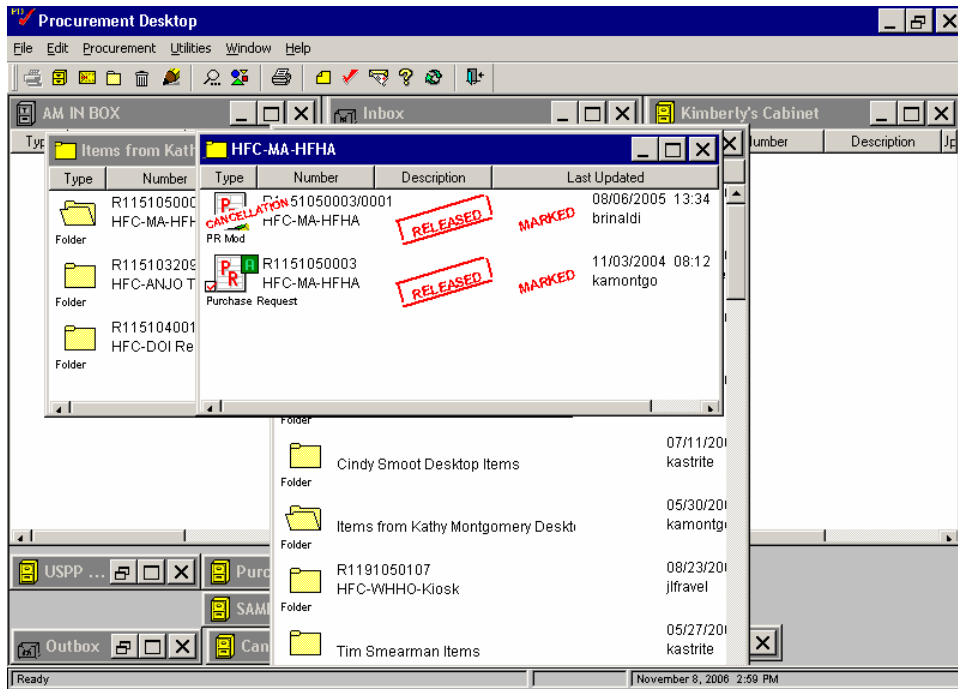 PD Procurement Desktop
File Edit Procurement Utilities Window Help
AM IN BOX
Inbox
Kimberly's Cabinet
Items from Kath
HFC-MA-HFHA
Number Description
Type Number
Type Number Description Last Updated
R115105000
HFC-MA-HFH
Folder
R115103209
HFC-ANJO T
Folder
R115104001
HFC-DOI Re
Folder
R1151050003/0001 08/06/2005 13:34
HFC-MA-HFHA brinaldi
CANCELLATION RELEASED MARKED
PR Mod
R1151050003 11/03/2004 08:12
HFC-MA-HFHA kamontgo
PR A RELEASED MARKED
Purchase Request
Folder
Cindy Smoot Desktop Items 07/11/20
kastrite
Folder
Items from Kathy Montgomery Deskt 05/30/20
kamontg
Folder
R1191050107 08/23/20
HFC-WHHO-Kiosk jlfravel
Folder
Tim Smearman Items 05/27/20
kastrite
USPP ...
Purc
SAM
Outbox
Can
Ready November 8, 2006 2:59 PM